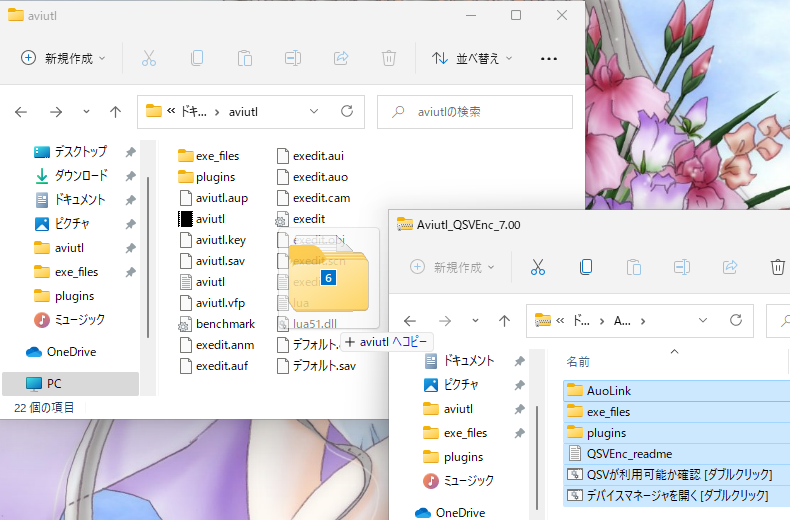 aviutl
新規作成
並べ替え
« ドキ... › aviutl
aviutlの検索
デスクトップ
ダウンロード
ドキュメント
ピクチャ
aviutl
exe_files
plugins
ミュージック
OneDrive
PC
22 個の項目
exe_files
plugins
aviutl.aup
aviutl
aviutl.key
aviutl.sav
aviutl
aviutl.vfp
benchmark
exedit.anm
exedit.auf
exedit.aui
exedit.auo
exedit.cam
exedit
exedit.obj
exedit.scn
lua
lua51.dll
デフォルト.
デフォルト.sav
6
+ aviutl へコピー
Aviutl_QSVEnc_7.00
新規作成
« ド... › A... ›
ドキュメント
ピクチャ
aviutl
exe_files
plugins
ミュージック
OneDrive
名前
AuoLink
exe_files
plugins
QSVEnc_readme
QSVが利用可能か確認 [ダブルクリック]
デバイスマネージャを開く[ダブルクリック]